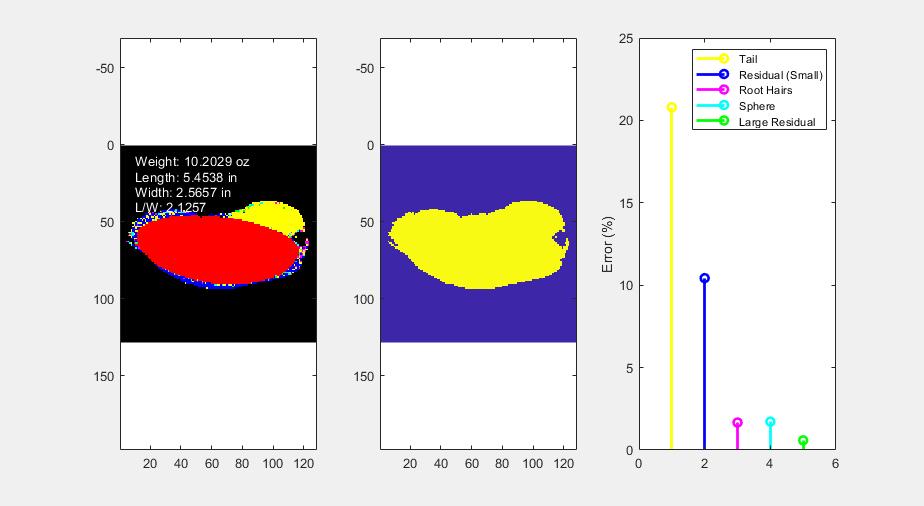 -50
0
50
100
150
20 40 60 80 100 120
Weight: 10.2029 oz
Length: 5.4538 in
Width: 2.5657 in
L/W: 2.1257
-50
0
50
100
150
20 40 60 80 100 120
25
20
15
10
5
0
Error (%)
0 2 4 6
Tail
Residual (Small)
Root Hairs
Sphere
Large Residual